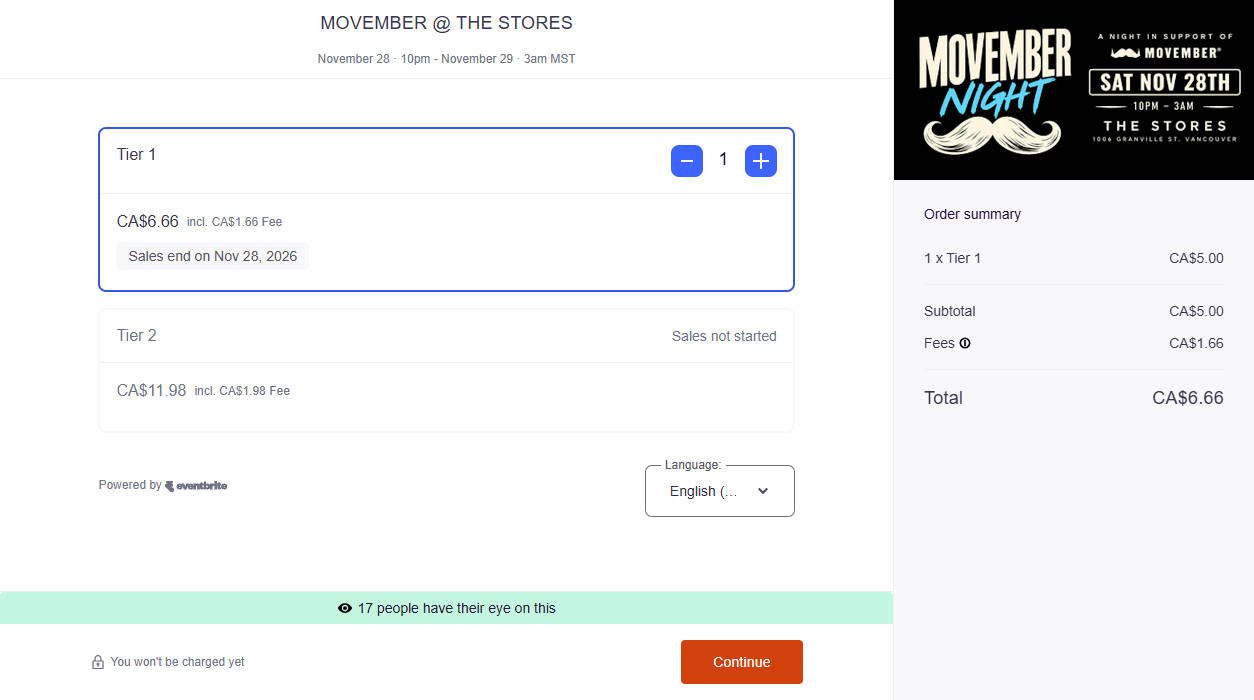 MOVEMBER @ THE STORES
November 28 · 10pm - November 29 · 3am MST
Tier 1
1
CA$6.66 incl. CA$1.66 Fee
Sales end on Nov 28, 2026
Tier 2
Sales not started
CA$11.98 incl. CA$1.98 Fee
Powered by eventbrite
Language:
English (...
17 people have their eye on this
You won't be charged yet
Continue
MOVEMBER
NIGHT
A NIGHT IN SUPPORT OF
MOVEMBER®
SAT NOV 28TH
10PM – 3AM
THE STORES
1006 GRANVILLE ST, VANCOUVER
Order summary
1 x Tier 1 CA$5.00
Subtotal CA$5.00
Fees CA$1.66
Total CA$6.66